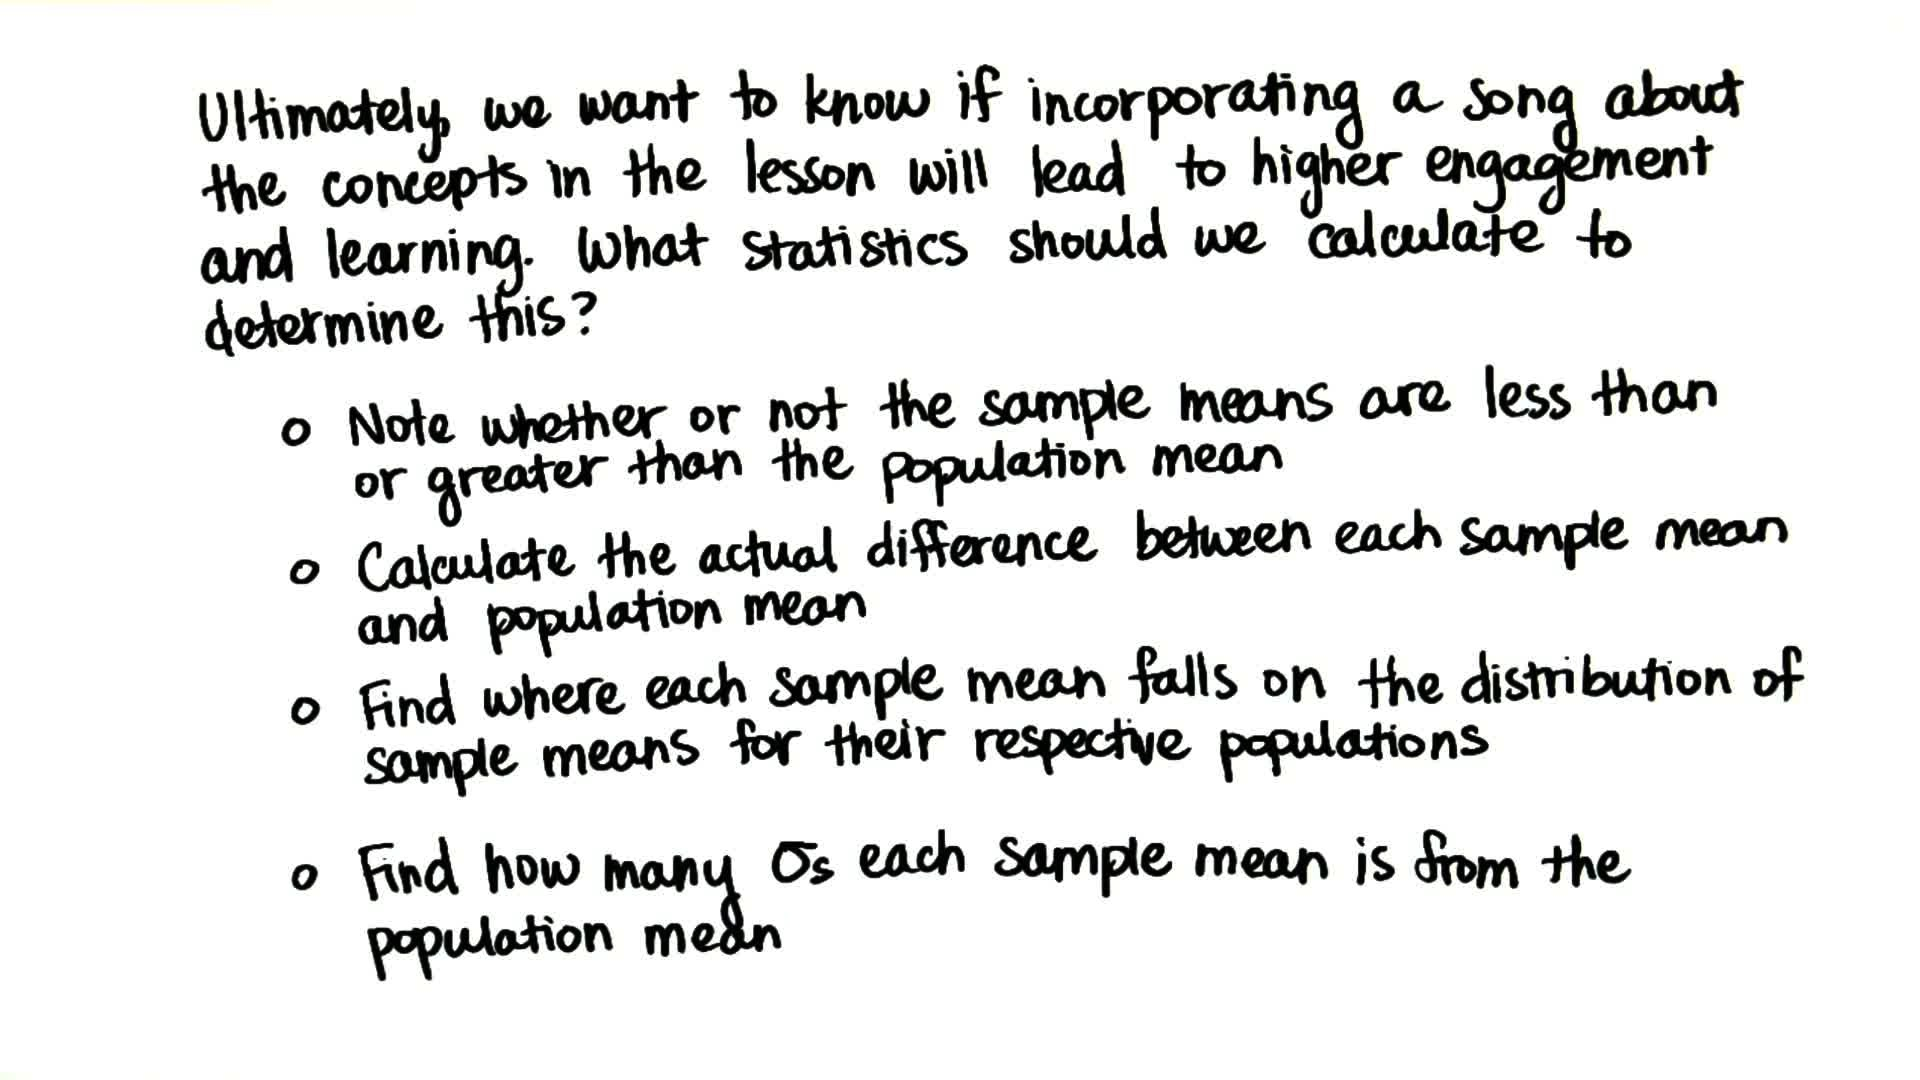 Ultimately, we want to know if incorporating a song about
the concepts in the lesson will lead to higher engagement
and learning. What statistics should we calculate to
determine this?
o Note whether or not the sample means are less than
or greater than the population mean
o Calculate the actual difference between each sample mean
and population mean
o Find where each sample mean falls on the distribution of
sample means for their respective populations
o Find how many σs each sample mean is from the
population mean